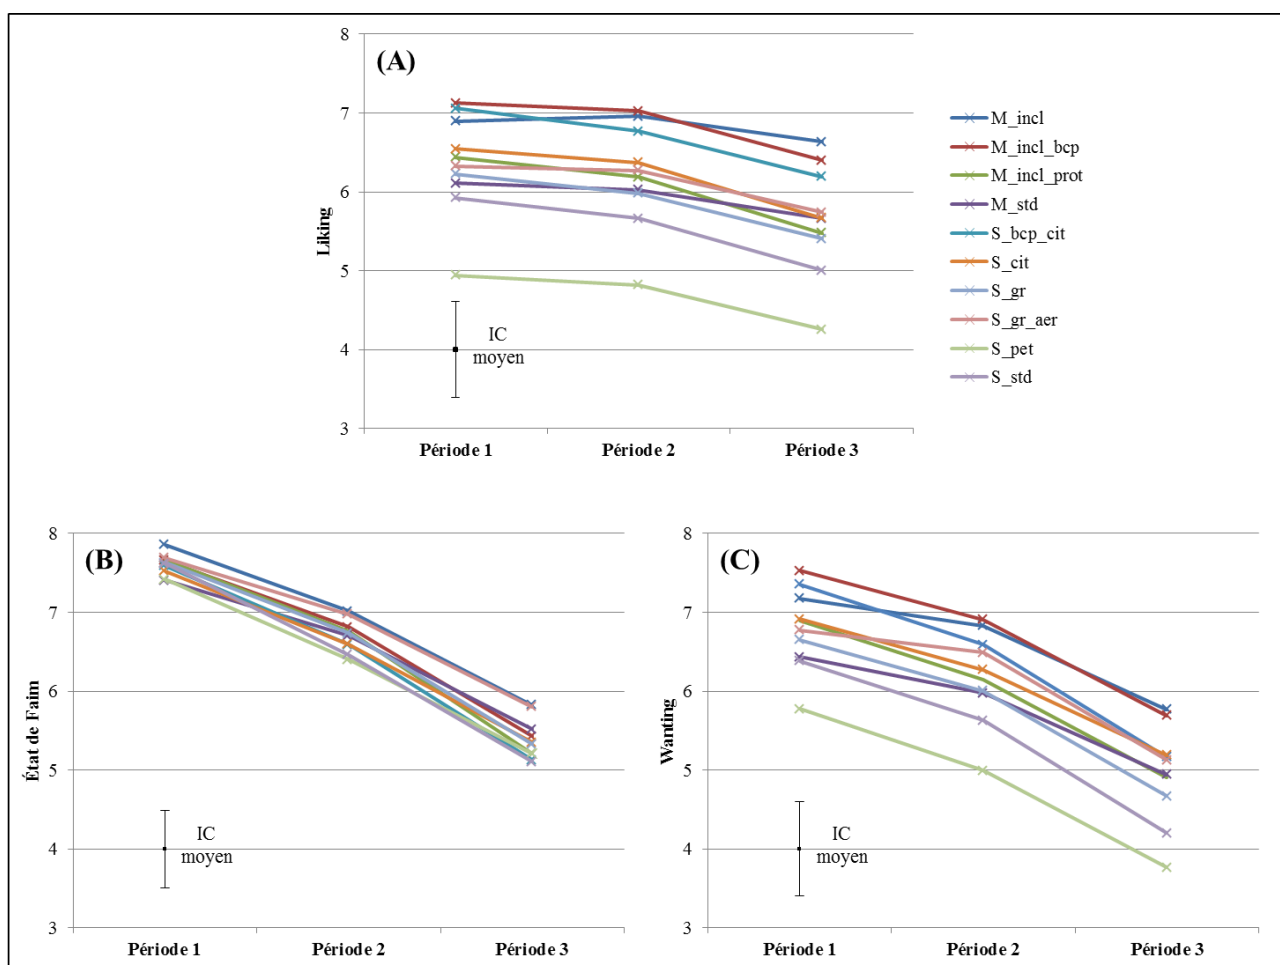 (A)
Liking
8
7
6
5
4
3
IC
moyen
Période 1
Période 2
Période 3
M_incl
M_incl_bcp
M_incl_prot
M_std
S_bcp_cit
S_cit
S_gr
S_gr_aer
S_pet
S_std
(B)
État de Faim
8
7
6
5
4
3
IC
moyen
Période 1
Période 2
Période 3
(C)
Wanting
8
7
6
5
4
3
IC
moyen
Période 1
Période 2
Période 3